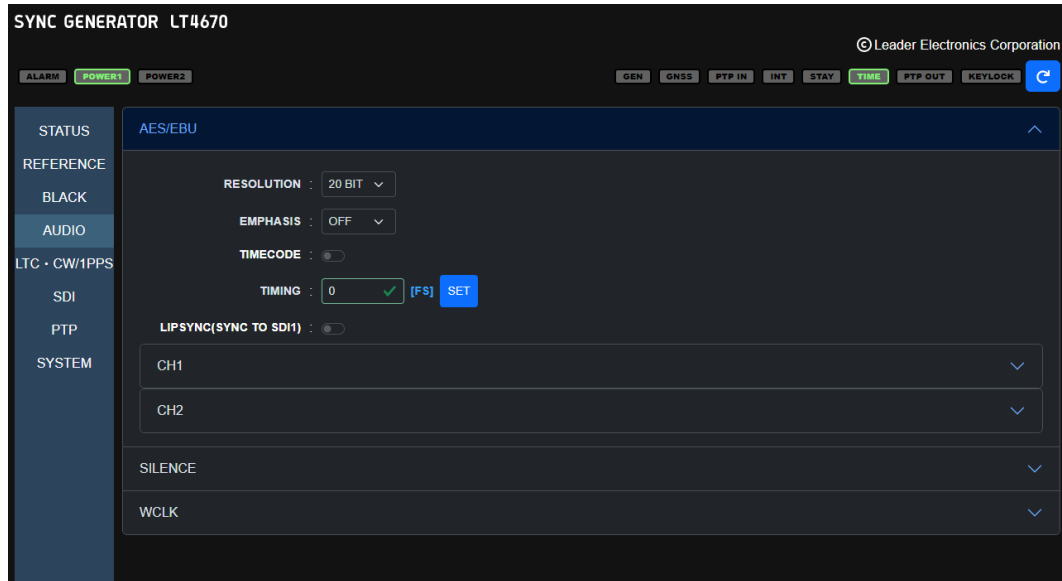 SYNC GENERATOR LT4670
© Leader Electronics Corporation
ALARM POWER1 POWER2 GEN GNSS PTP IN INT STAY TIME PTP OUT KEYLOCK
STATUS
REFERENCE
BLACK
AUDIO
LTC・CW/1PPS
SDI
PTP
SYSTEM
AES/EBU
RESOLUTION : 20 BIT
EMPHASIS : OFF
TIMECODE :
TIMING : 0 [FS] SET
LIPSYNC(SYNC TO SDI1) :
CH1
CH2
SILENCE
WCLK